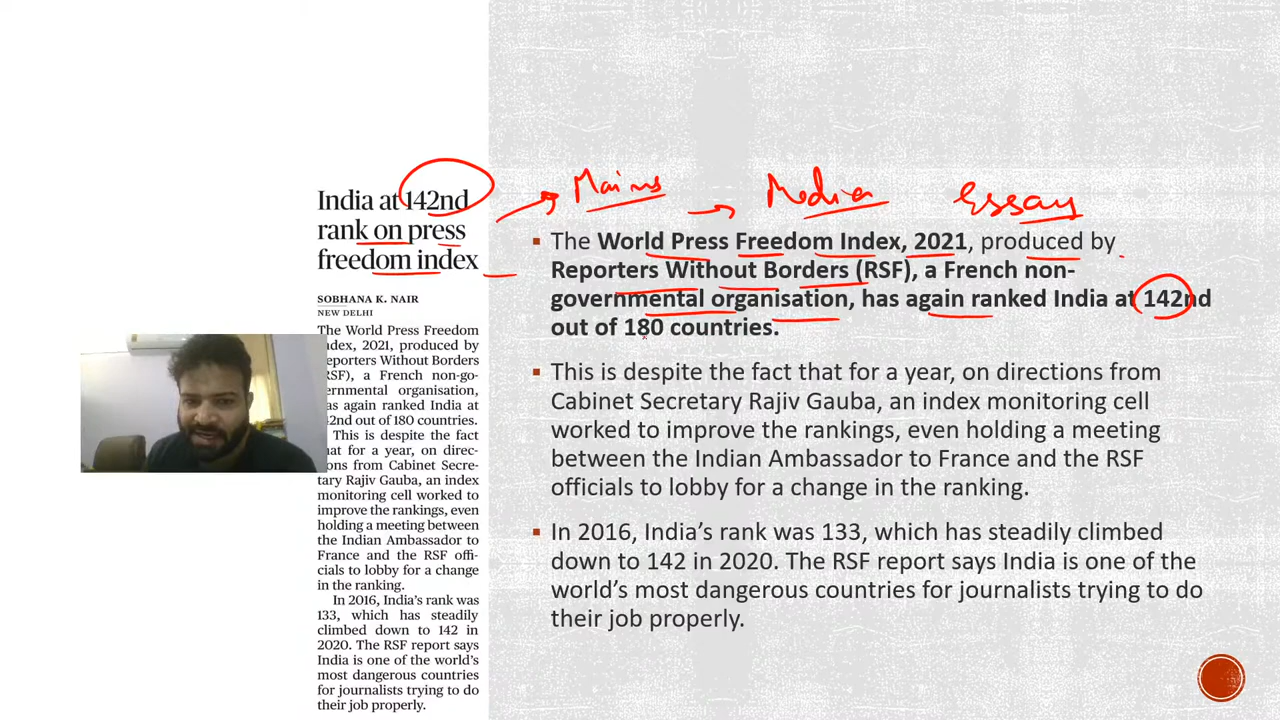 India at 142nd
rank on press
freedom index
SOBHANA K. NAIR
NEW DELHI
The World Press Freedom
ndex, 2021, produced by
eporters Without Borders
RSF), a French non-go-
ernmental organisation,
as again ranked India at
2nd out of 180 countries.
This is despite the fact
at for a year, on direc-
ons from Cabinet Secre-
tary Rajiv Gauba, an index
monitoring cell worked to
improve the rankings, even
holding a meeting between
the Indian Ambassador to
France and the RSF offi-
cials to lobby for a change
in the ranking.
In 2016, India's rank was
133, which has steadily
climbed down to 142 in
2020. The RSF report says
India is one of the world's
most dangerous countries
for journalists trying to do
their job properly.
Mains Media Essay
▪ The World Press Freedom Index, 2021, produced by
Reporters Without Borders (RSF), a French non-
governmental organisation, has again ranked India at 142nd
out of 180 countries.
▪ This is despite the fact that for a year, on directions from
Cabinet Secretary Rajiv Gauba, an index monitoring cell
worked to improve the rankings, even holding a meeting
between the Indian Ambassador to France and the RSF
officials to lobby for a change in the ranking.
▪ In 2016, India's rank was 133, which has steadily climbed
down to 142 in 2020. The RSF report says India is one of the
world's most dangerous countries for journalists trying to do
their job properly.